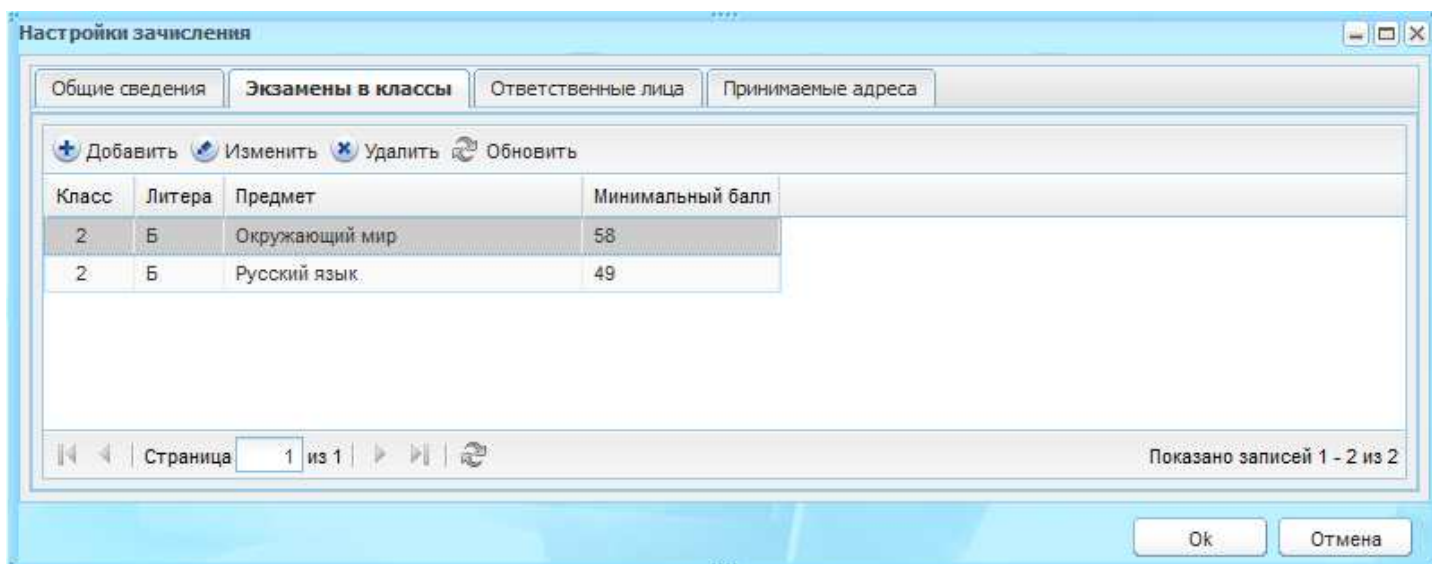 Настройки зачисления
Общие сведения Экзамены в классы Ответственные лица Принимаемые адреса
Добавить Изменить Удалить Обновить
Класс Литера Предмет Минимальный балл
2 Б Окружающий мир 58
2 Б Русский язык 49
Страница 1 из 1 Показано записей 1 - 2 из 2
Ok Отмена